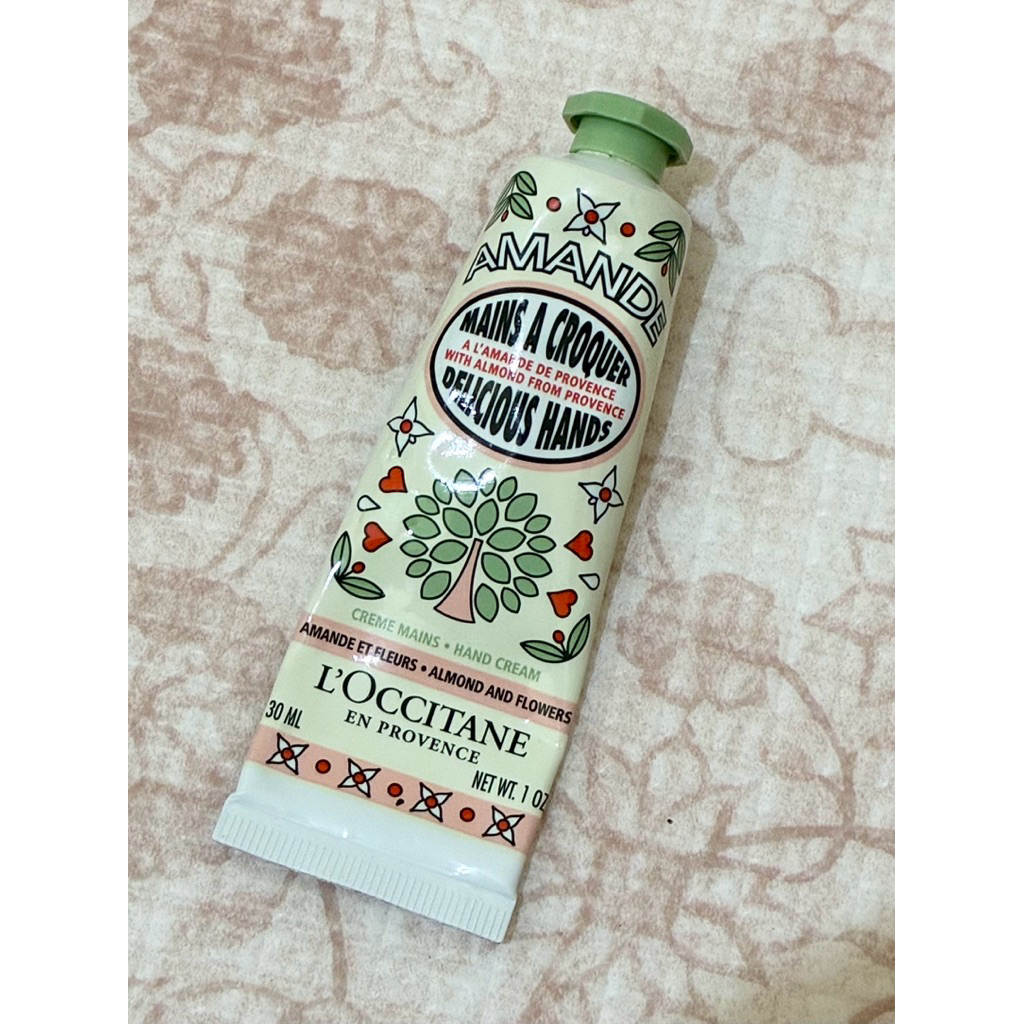 AMANDE
MAINS A CROQUER
A L'AMANDE DE PROVENCE
WITH ALMOND FROM PROVENCE
DELICIOUS HANDS
CREME MAINS • HAND CREAM
AMANDE ET FLEURS • ALMOND AND FLOWERS
L'OCCITANE
EN PROVENCE
30 ML
NET WT. 1 OZ